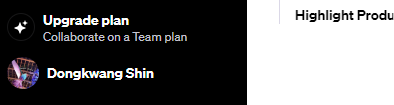 Upgrade plan
Collaborate on a Team plan
Dongkwang Shin
Highlight Produ